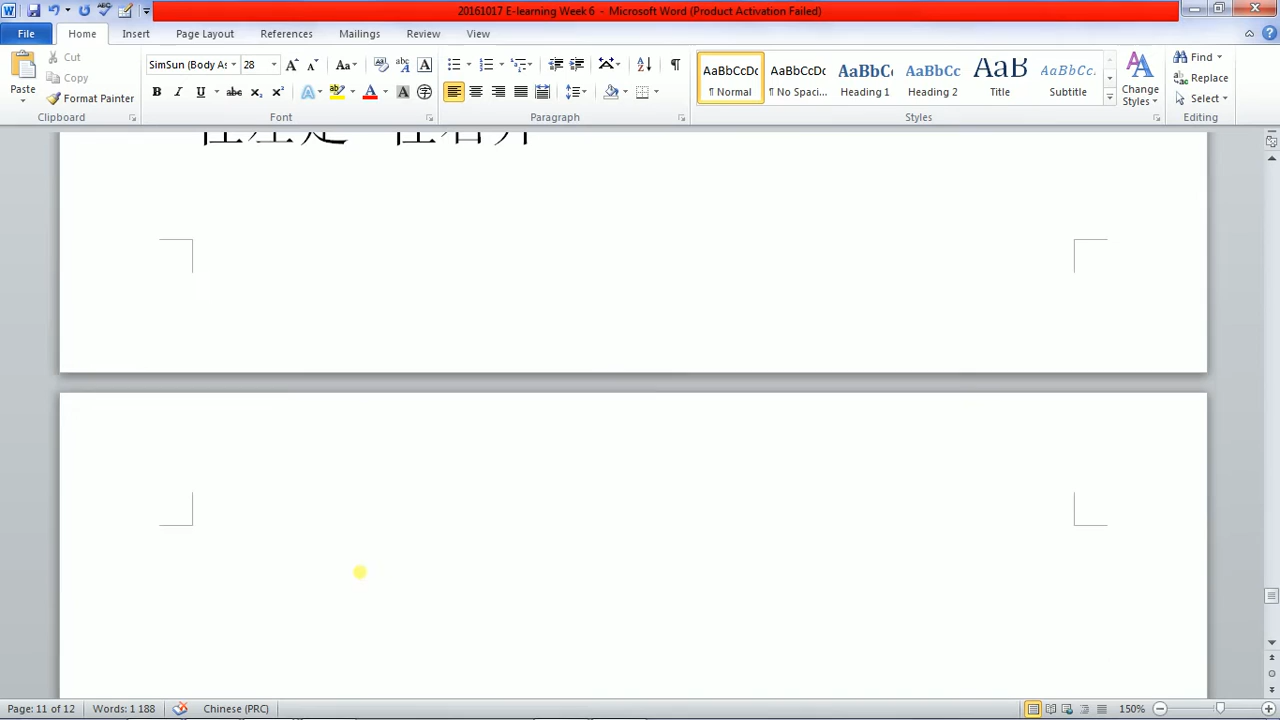 20161017 E-learning Week 6 - Microsoft Word (Product Activation Failed)
File Home Insert Page Layout References Mailings Review View
Paste
Cut
Copy
Format Painter
Clipboard
SimSun (Body As 28
Font
Paragraph
AaBbCcDc AaBbCcDc AaBbC AaBbCc AaB AaBbCc.
¶ Normal ¶ No Spaci... Heading 1 Heading 2 Title Subtitle
Change Styles
Styles
Find
Replace
Select
Editing
Page: 11 of 12 Words: 1 188 Chinese (PRC) 150%